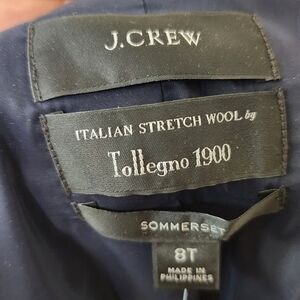 J.CREW
ITALIAN STRETCH WOOL by
Tollegno 1900
SOMMERSET
8T
MADE IN
PHILIPPINES